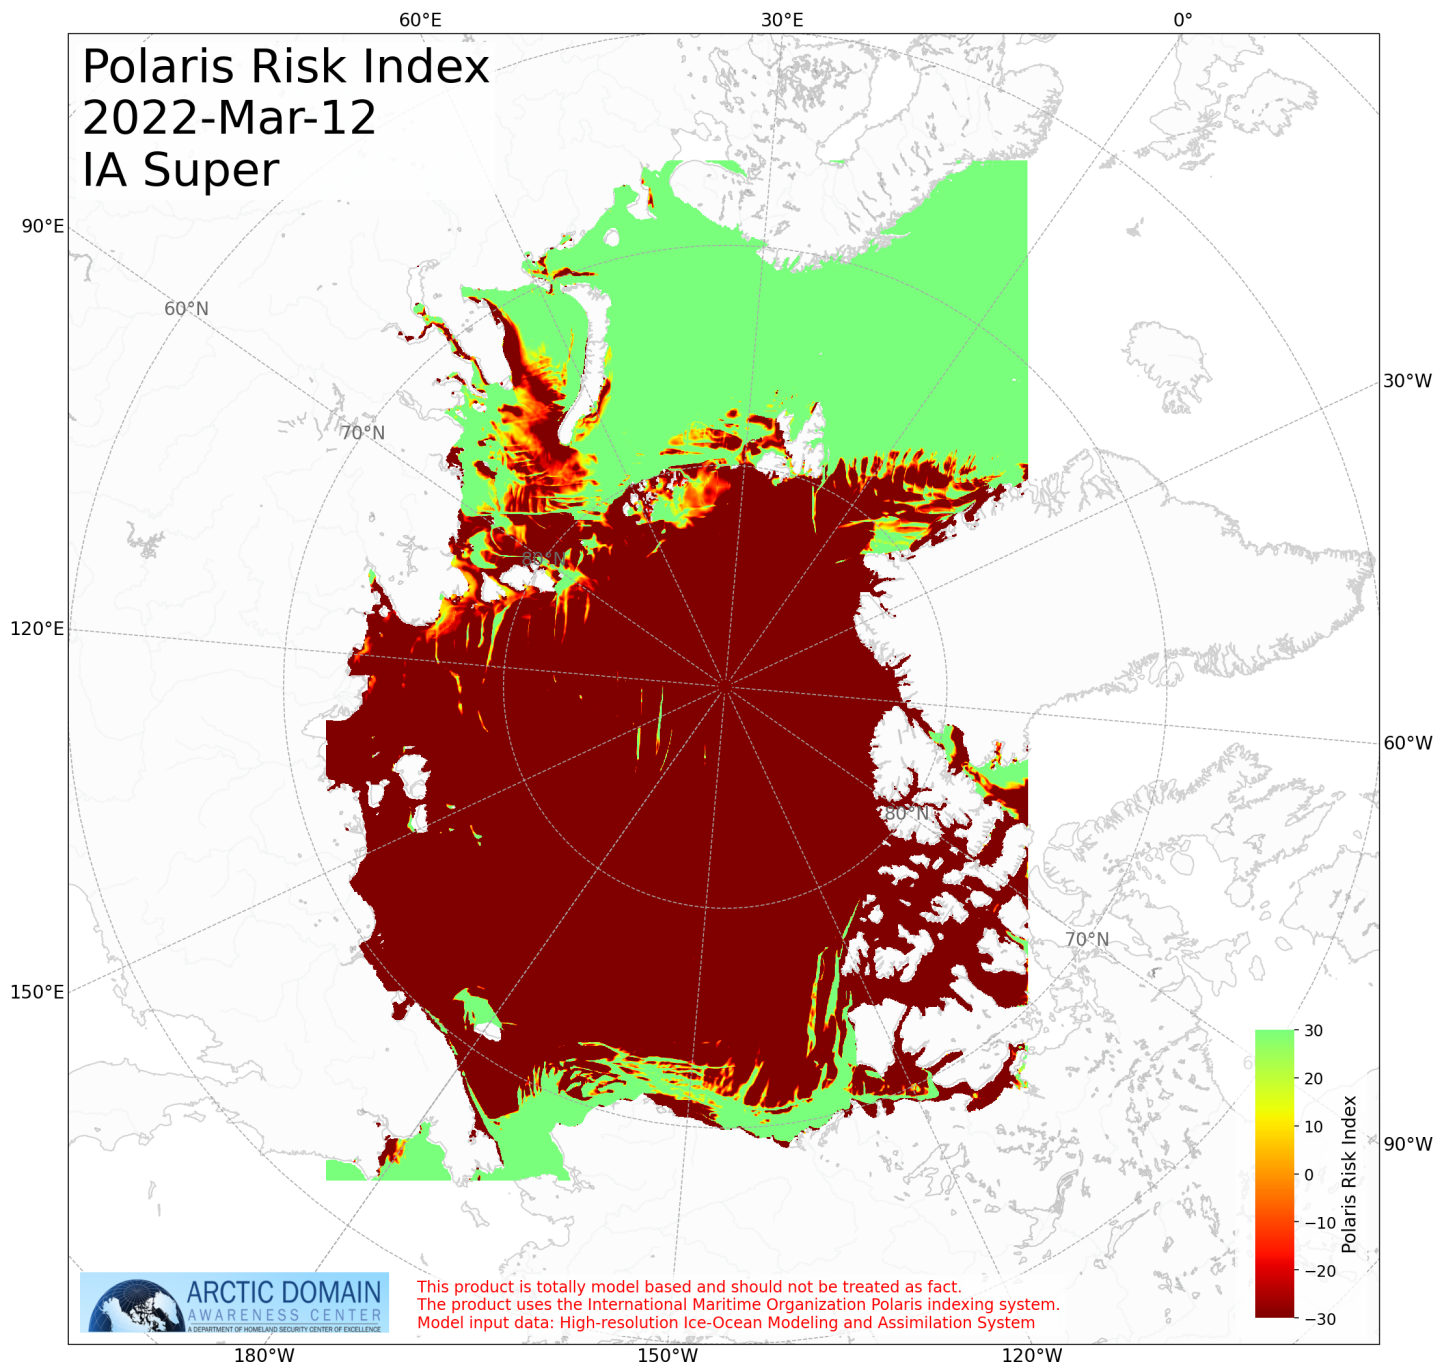 60°E
30°E
0°
Polaris Risk Index
2022-Mar-12
IA Super
90°E
60°N
30°W
70°N
80°N
120°E
60°W
80°N
70°N
150°E
30
20
10
0
−10
−20
−30
Polaris Risk Index
90°W
ARCTIC DOMAIN
AWARENESS CENTER
A DEPARTMENT OF HOMELAND SECURITY CENTER OF EXCELLENCE
This product is totally model based and should not be treated as fact.
The product uses the International Maritime Organization Polaris indexing system.
Model input data: High-resolution Ice-Ocean Modeling and Assimilation System
180°W
150°W
120°W